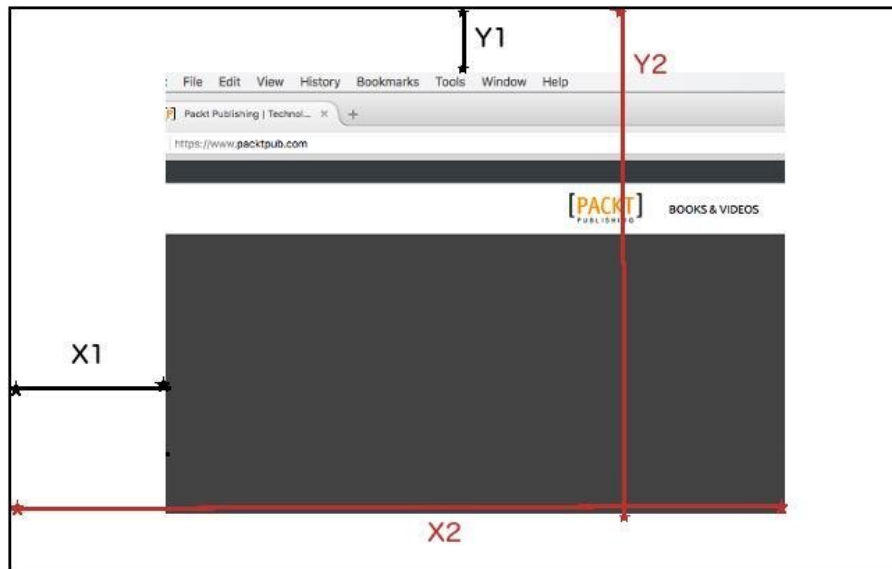 Y1
Y2
: File Edit View History Bookmarks Tools Window Help
P] Packt Publishing | Technol... × +
https://www.packtpub.com
[PACKT]
PUBLISHING
BOOKS & VIDEOS
X1
X2